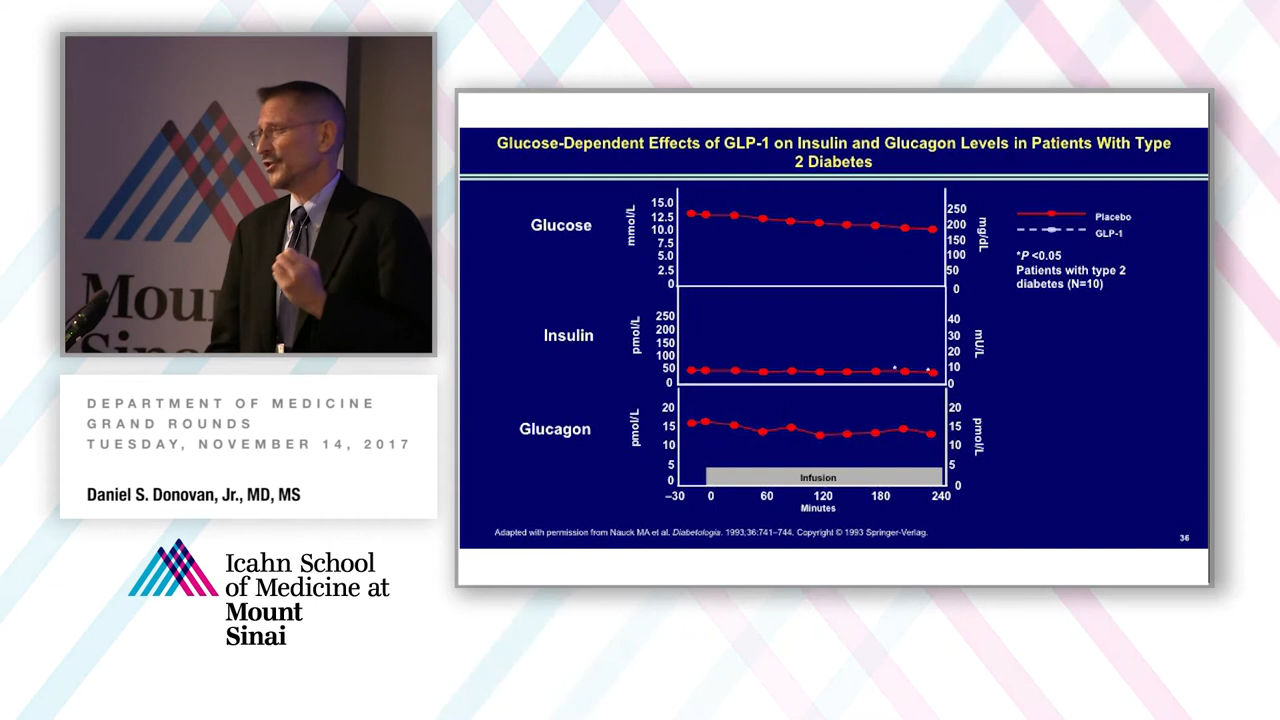 Mount
Sinai
DEPARTMENT OF MEDICINE
GRAND ROUNDS
TUESDAY, NOVEMBER 14, 2017
Daniel S. Donovan, Jr., MD, MS
Icahn School
of Medicine at
Mount
Sinai
Glucose-Dependent Effects of GLP-1 on Insulin and Glucagon Levels in Patients With Type
2 Diabetes
Glucose
mmol/L
15.0
12.5
10.0
7.5
5.0
2.5
0
250
200
150
100
50
0
mg/dL
Placebo
GLP-1
*P <0.05
Patients with type 2
diabetes (N=10)
Insulin
pmol/L
250
200
150
100
50
0
40
30
20
10
0
mU/L
* *
Glucagon
pmol/L
20
15
10
5
0
20
15
10
5
0
pmol/L
Infusion
–30 0 60 120 180 240
Minutes
Adapted with permission from Nauck MA et al. Diabetologia. 1993;36:741–744. Copyright © 1993 Springer-Verlag.
36